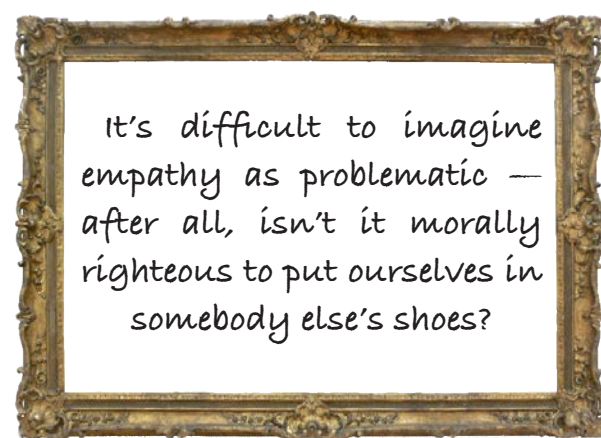 It's difficult to imagine
empathy as problematic —
after all, isn't it morally
righteous to put ourselves in
somebody else's shoes?